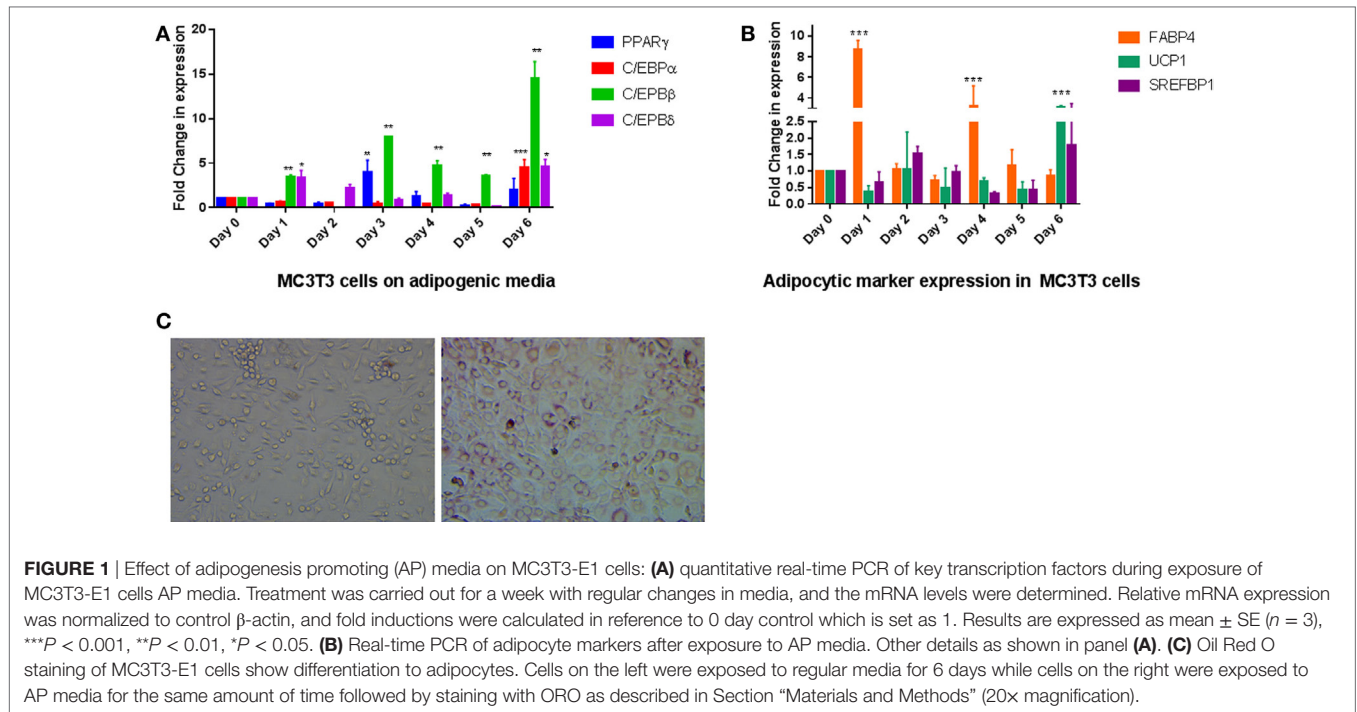 A
Fold Change in expression
20
15
10
5
0
** *
** **
**
**
*** ** *
Day 0 Day 1 Day 2 Day 3 Day 4 Day 5 Day 6
MC3T3 cells on adipogenic media
PPARγ
C/EBPα
C/EPBβ
C/EPBδ
B
Fold Change in expression
10
8
6
4
2.5
2.0
1.5
1.0
0.5
0.0
***
***
***
Day 0 Day 1 Day 2 Day 3 Day 4 Day 5 Day 6
Adipocytic marker expression in MC3T3 cells
FABP4
UCP1
SREFBP1
C
FIGURE 1 | Effect of adipogenesis promoting (AP) media on MC3T3-E1 cells: (A) quantitative real-time PCR of key transcription factors during exposure of
MC3T3-E1 cells AP media. Treatment was carried out for a week with regular changes in media, and the mRNA levels were determined. Relative mRNA expression
was normalized to control β-actin, and fold inductions were calculated in reference to 0 day control which is set as 1. Results are expressed as mean ± SE (n = 3),
***P < 0.001, **P < 0.01, *P < 0.05. (B) Real-time PCR of adipocyte markers after exposure to AP media. Other details as shown in panel (A). (C) Oil Red O
staining of MC3T3-E1 cells show differentiation to adipocytes. Cells on the left were exposed to regular media for 6 days while cells on the right were exposed to
AP media for the same amount of time followed by staining with ORO as described in Section “Materials and Methods” (20× magnification).